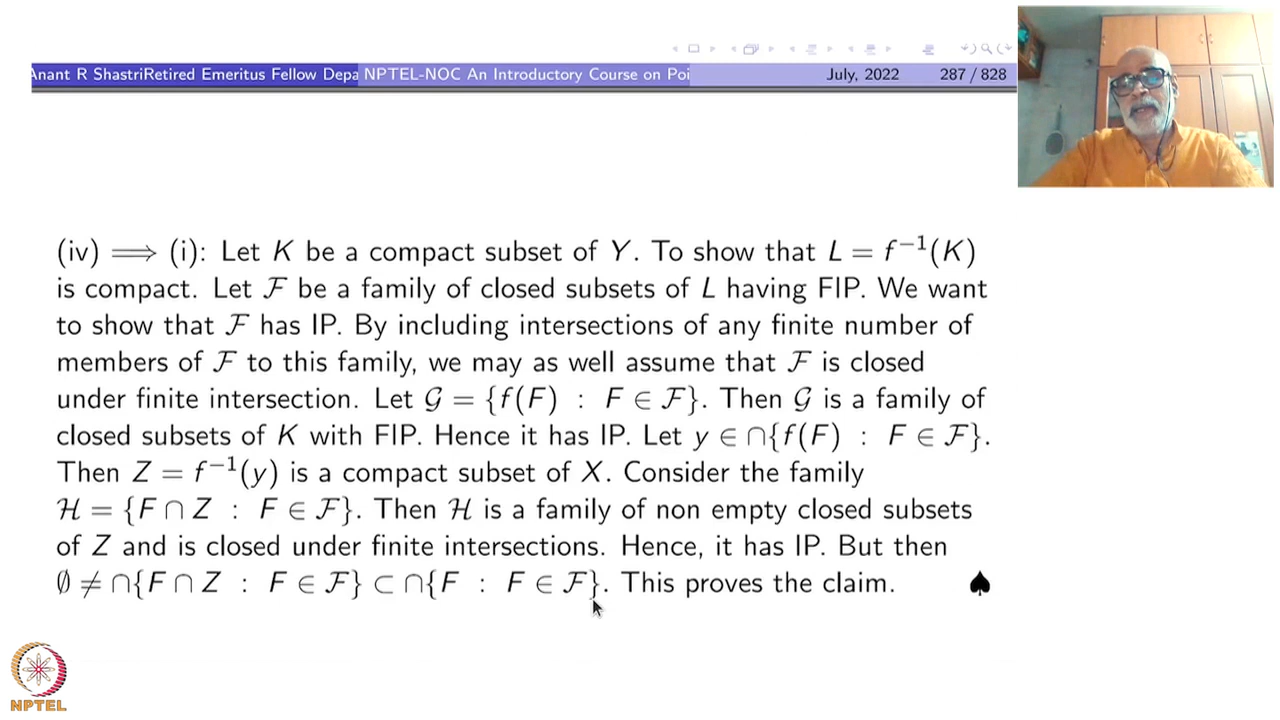 Anant R ShastriRetired Emeritus Fellow Depa NPTEL-NOC An Introductory Course on Poi July, 2022 287 / 828
(iv) ⟹ (i): Let K be a compact subset of Y. To show that L = f⁻¹(K)
is compact. Let ℱ be a family of closed subsets of L having FIP. We want
to show that ℱ has IP. By including intersections of any finite number of
members of ℱ to this family, we may as well assume that ℱ is closed
under finite intersection. Let 𝒢 = {f(F) : F ∈ ℱ}. Then 𝒢 is a family of
closed subsets of K with FIP. Hence it has IP. Let y ∈ ∩{f(F) : F ∈ ℱ}.
Then Z = f⁻¹(y) is a compact subset of X. Consider the family
ℋ = {F ∩ Z : F ∈ ℱ}. Then ℋ is a family of non empty closed subsets
of Z and is closed under finite intersections. Hence, it has IP. But then
∅ ≠ ∩{F ∩ Z : F ∈ ℱ} ⊂ ∩{F : F ∈ ℱ}. This proves the claim. ♠
NPTEL